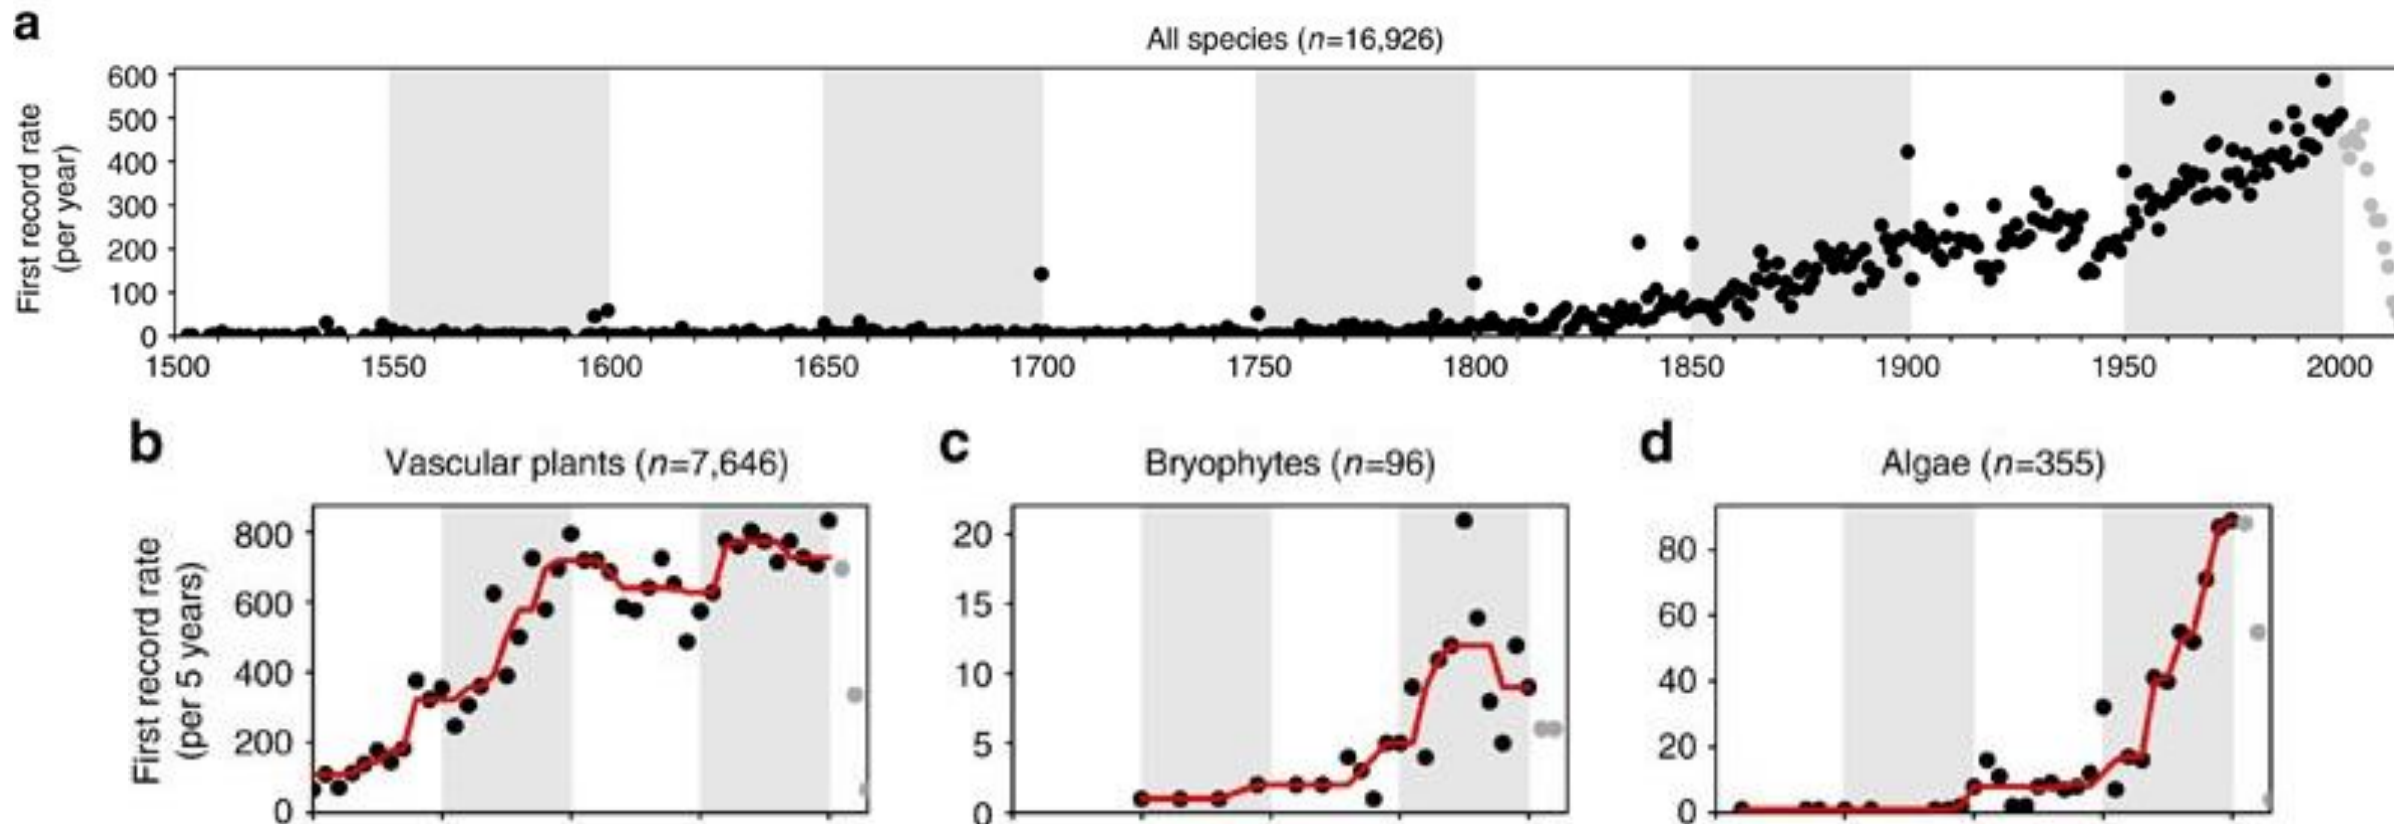 a
All species (n=16,926)
First record rate
(per year)
600
500
400
300
200
100
0
1500 1550 1600 1650 1700 1750 1800 1850 1900 1950 2000
b
Vascular plants (n=7,646)
First record rate
(per 5 years)
800
600
400
200
0
c
Bryophytes (n=96)
20
15
10
5
0
d
Algae (n=355)
80
60
40
20
0